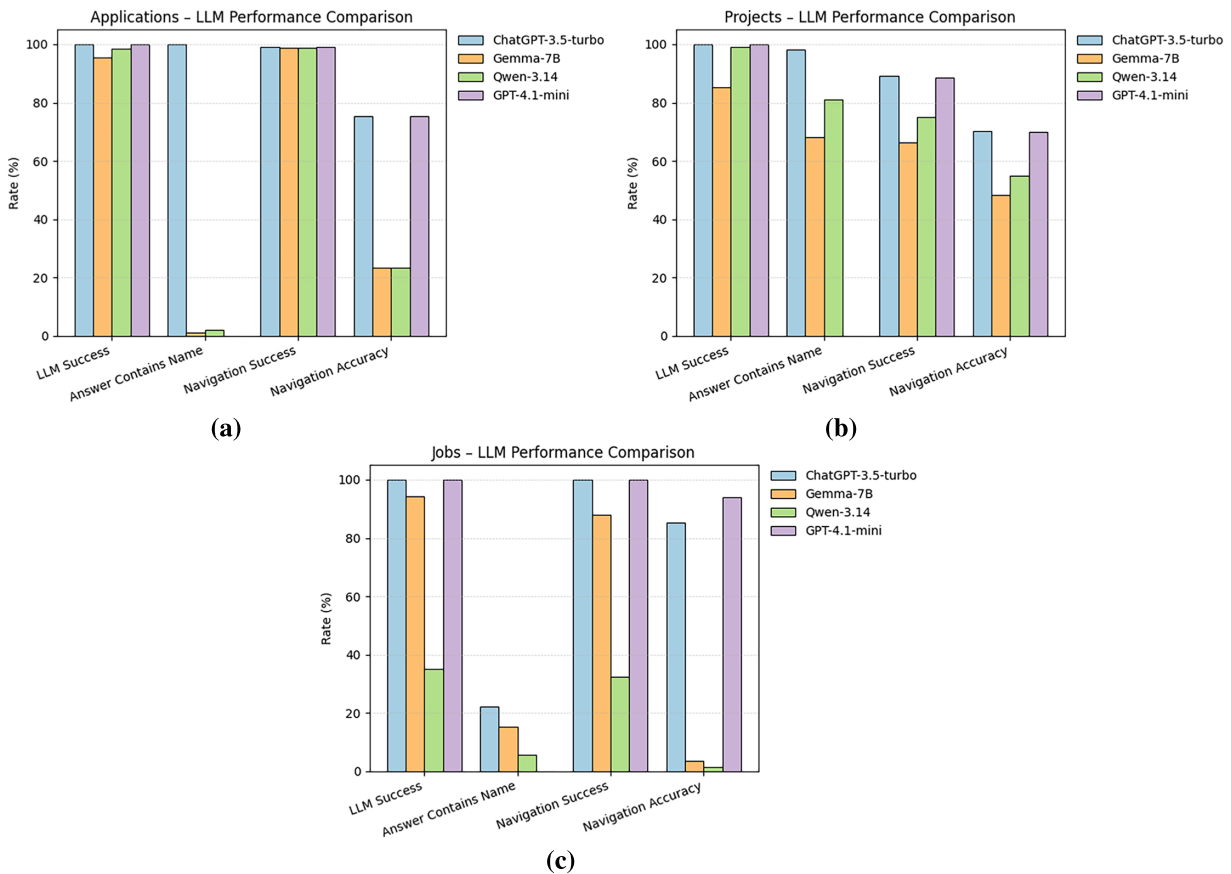 Applications – LLM Performance Comparison
100
80
60
40
20
0
Rate (%)
LLM Success
Answer Contains Name
Navigation Success
Navigation Accuracy
ChatGPT-3.5-turbo
Gemma-7B
Qwen-3.14
GPT-4.1-mini
(a)
Projects – LLM Performance Comparison
100
80
60
40
20
0
Rate (%)
LLM Success
Answer Contains Name
Navigation Success
Navigation Accuracy
ChatGPT-3.5-turbo
Gemma-7B
Qwen-3.14
GPT-4.1-mini
(b)
Jobs – LLM Performance Comparison
100
80
60
40
20
0
Rate (%)
LLM Success
Answer Contains Name
Navigation Success
Navigation Accuracy
ChatGPT-3.5-turbo
Gemma-7B
Qwen-3.14
GPT-4.1-mini
(c)